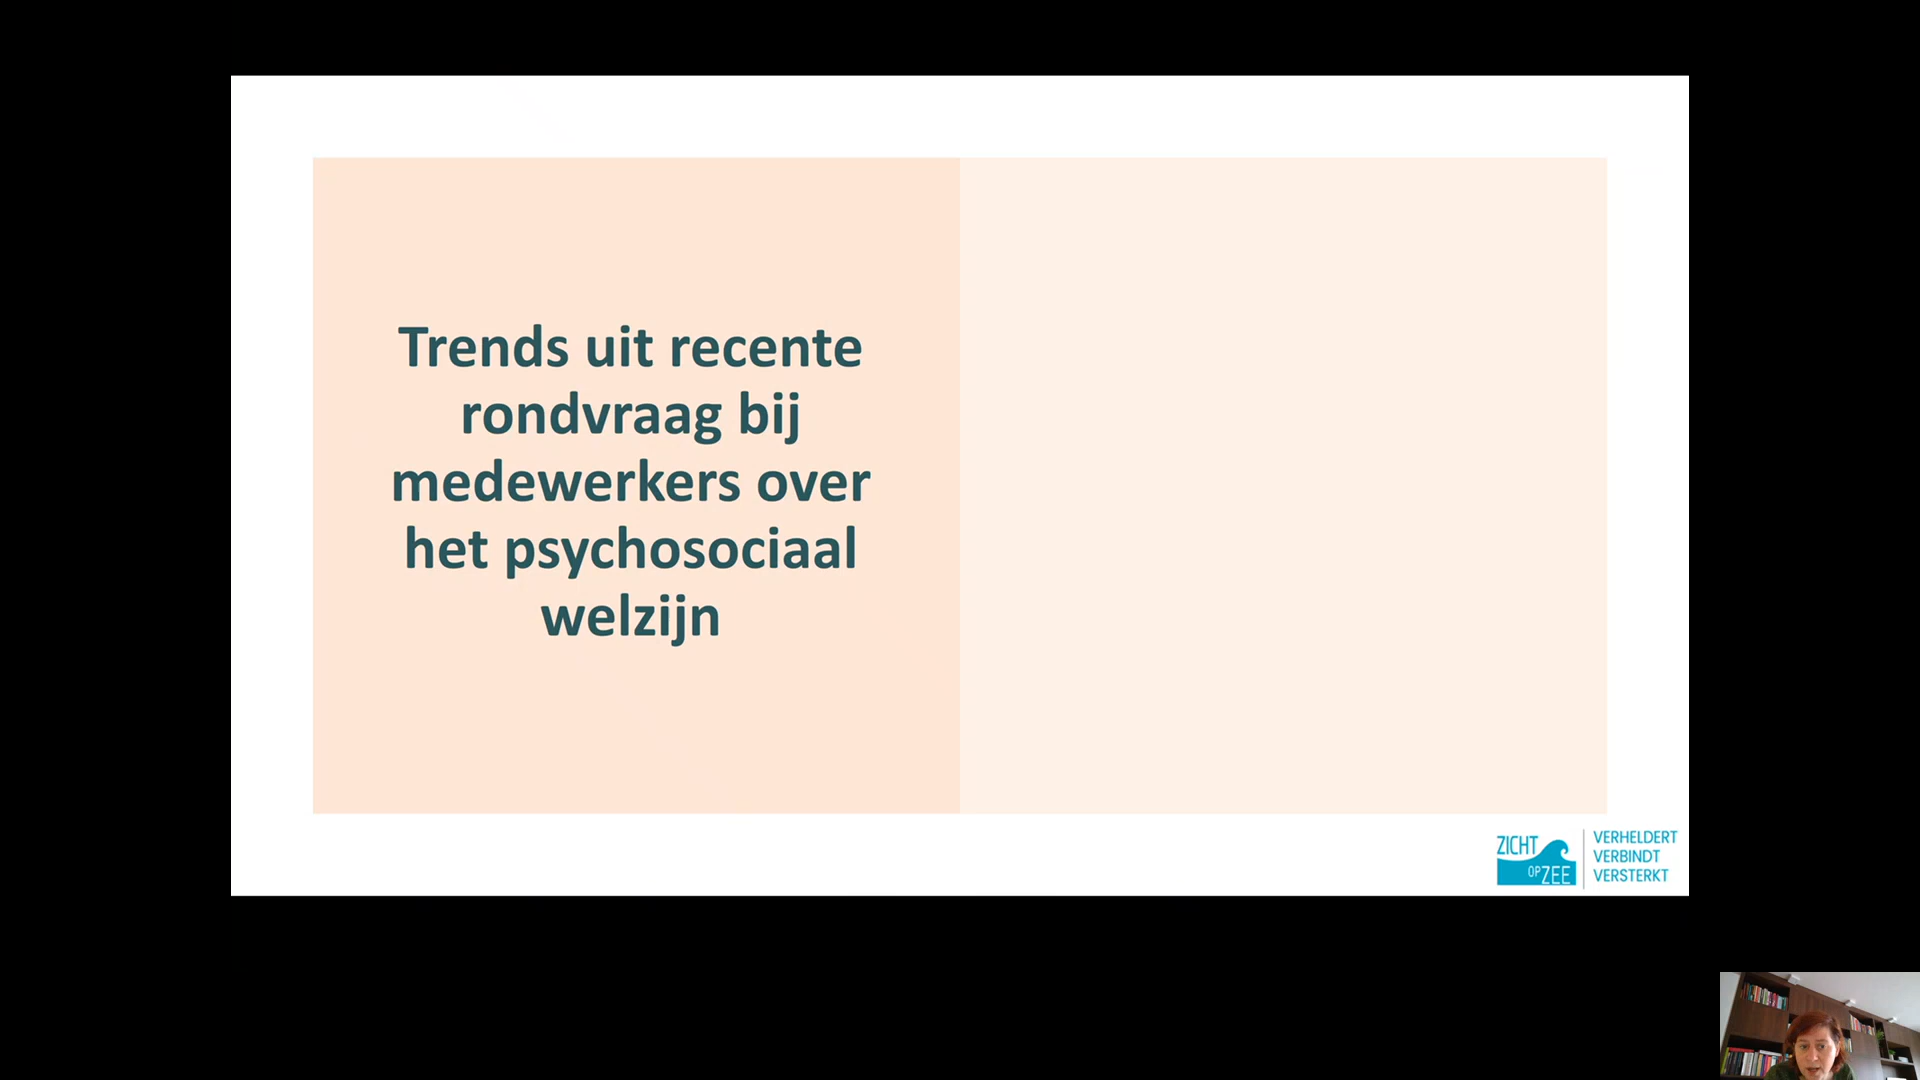 Trends uit recente
rondvraag bij
medewerkers over
het psychosociaal
welzijn
ZICHT
OP ZEE
VERHELDERT
VERBINDT
VERSTERKT